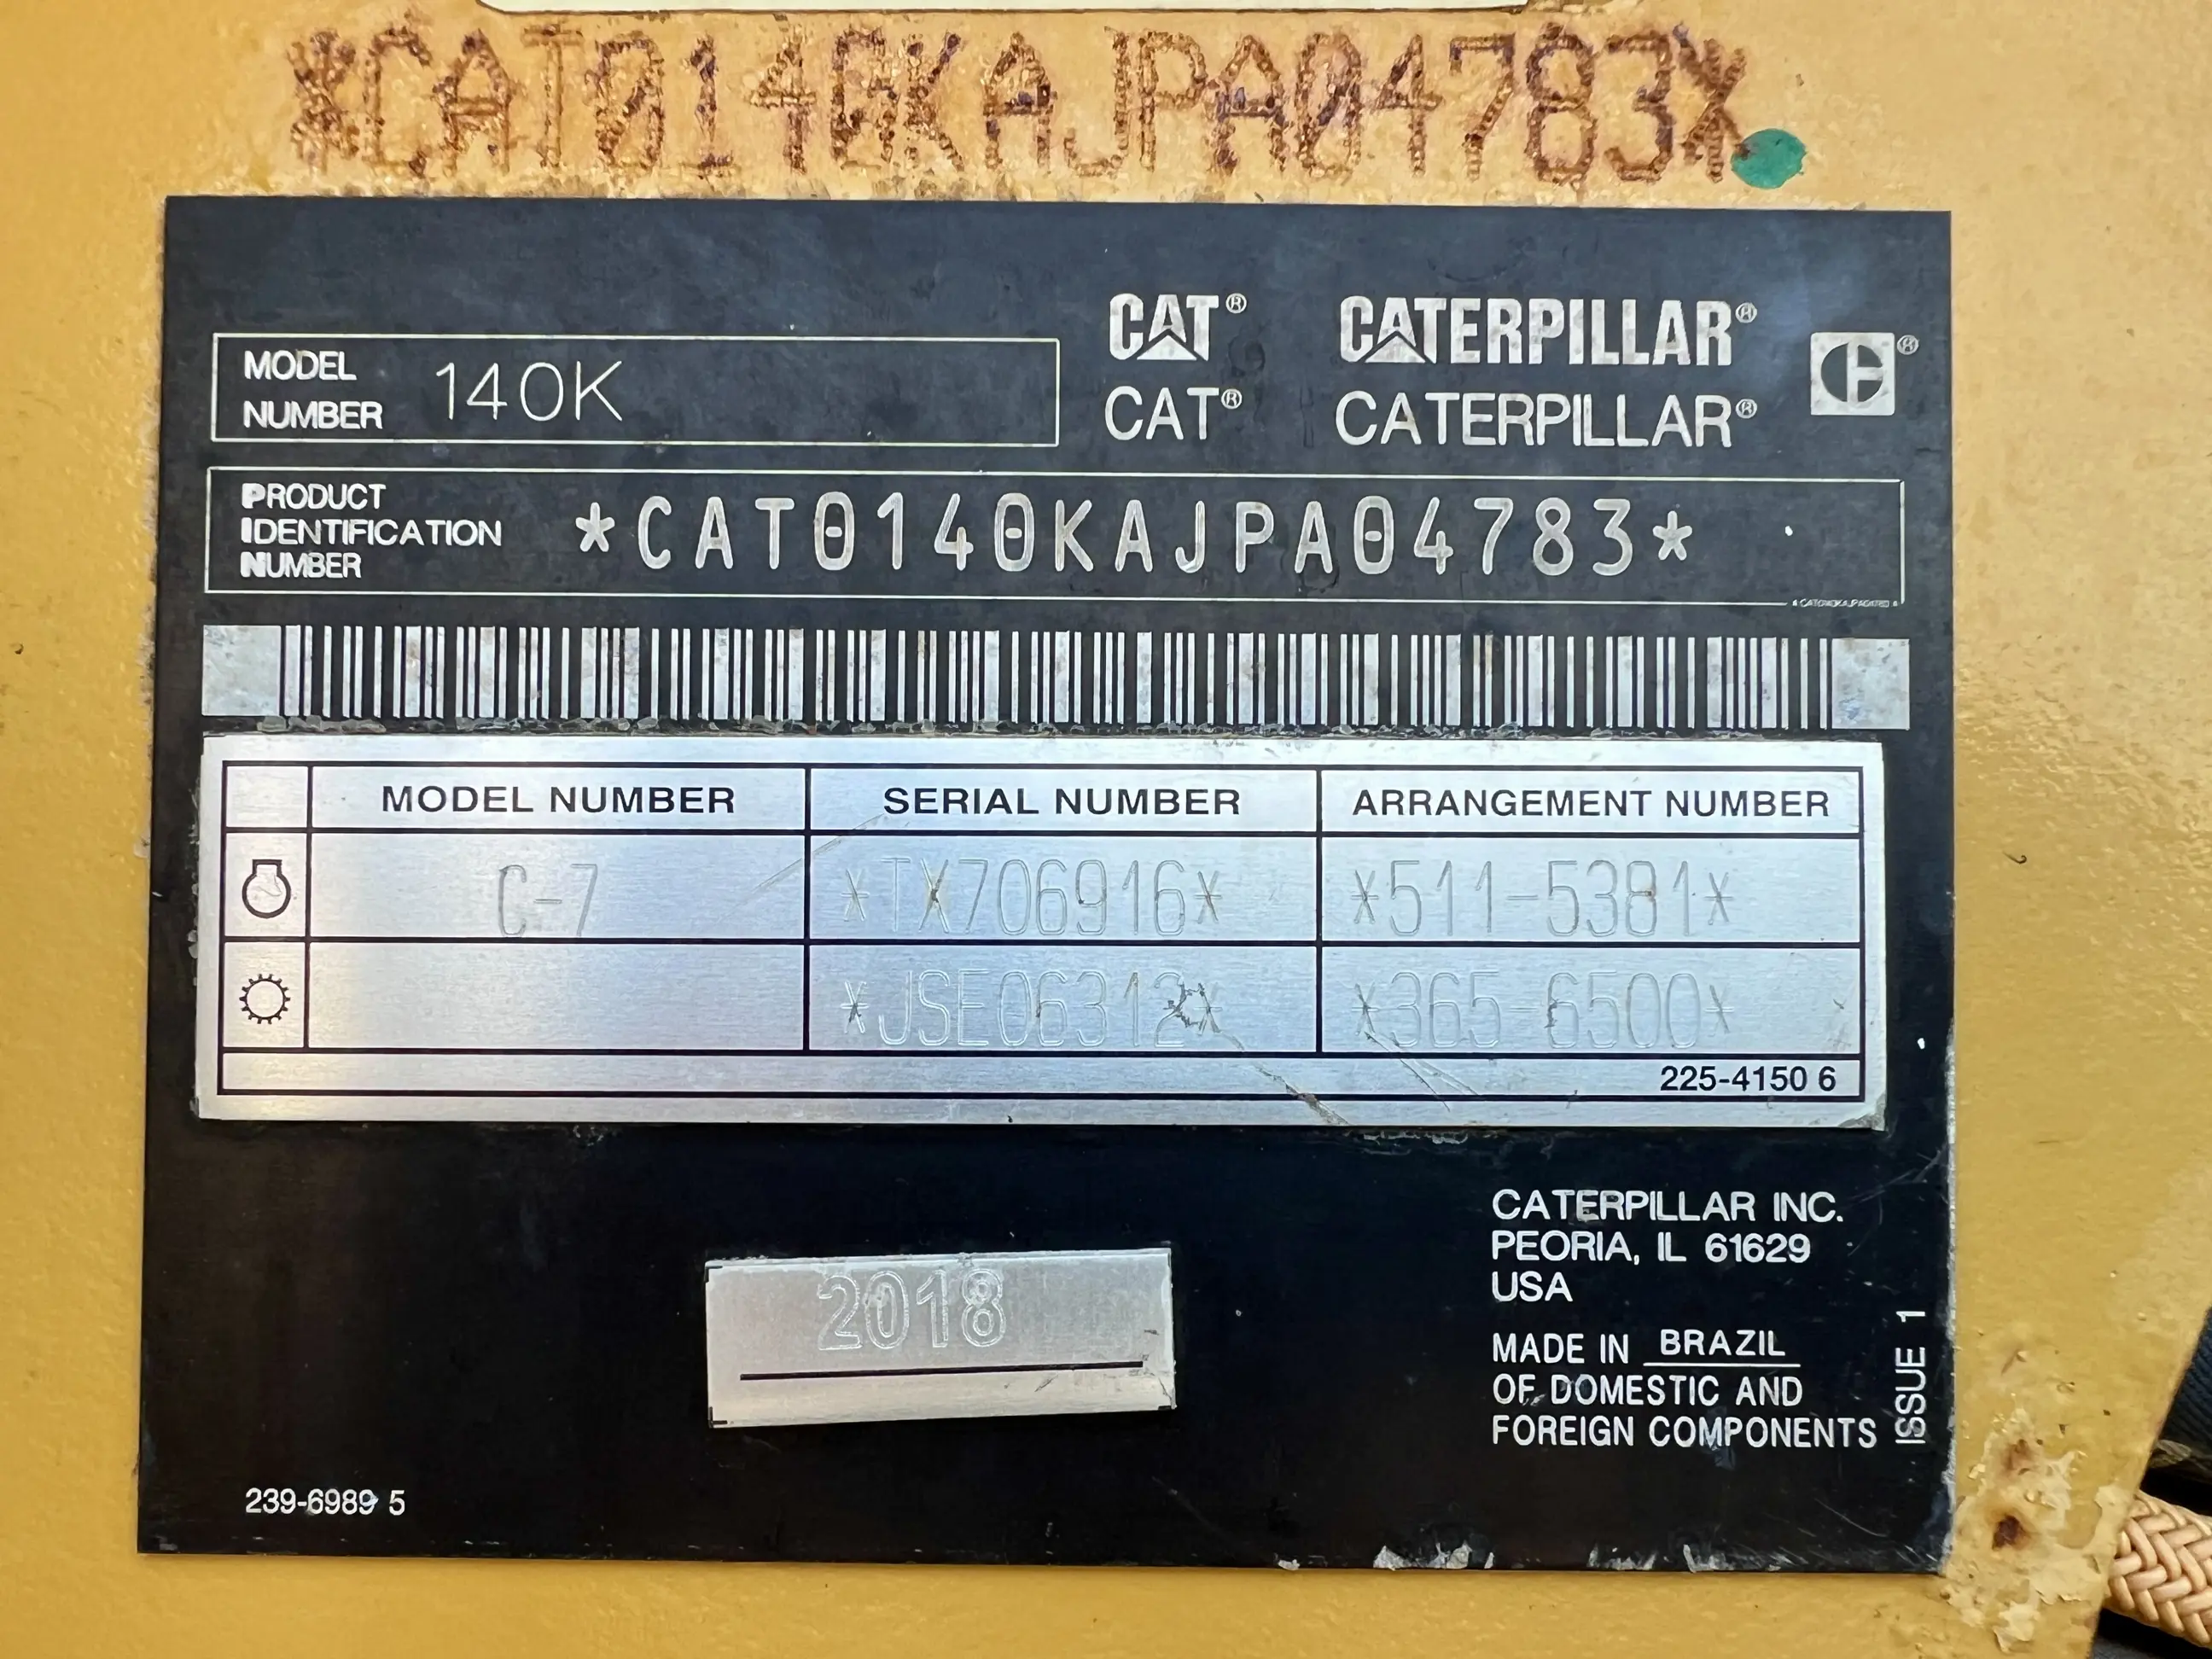 *CAT0140KAJPA04783*
CAT® CATERPILLAR®
MODEL NUMBER 140K
CAT® CATERPILLAR®
PRODUCT
IDENTIFICATION
NUMBER
*CAT0140KAJPA04783*
*CAT0140KAJPA04783*
MODEL NUMBER SERIAL NUMBER ARRANGEMENT NUMBER
C-7 *TX706916* *511-5381*
*JSE06312* *365-6500*
225-4150 6
2018
CATERPILLAR INC.
PEORIA, IL 61629
USA
MADE IN BRAZIL
OF DOMESTIC AND
FOREIGN COMPONENTS
ISSUE 1
239-6989 5